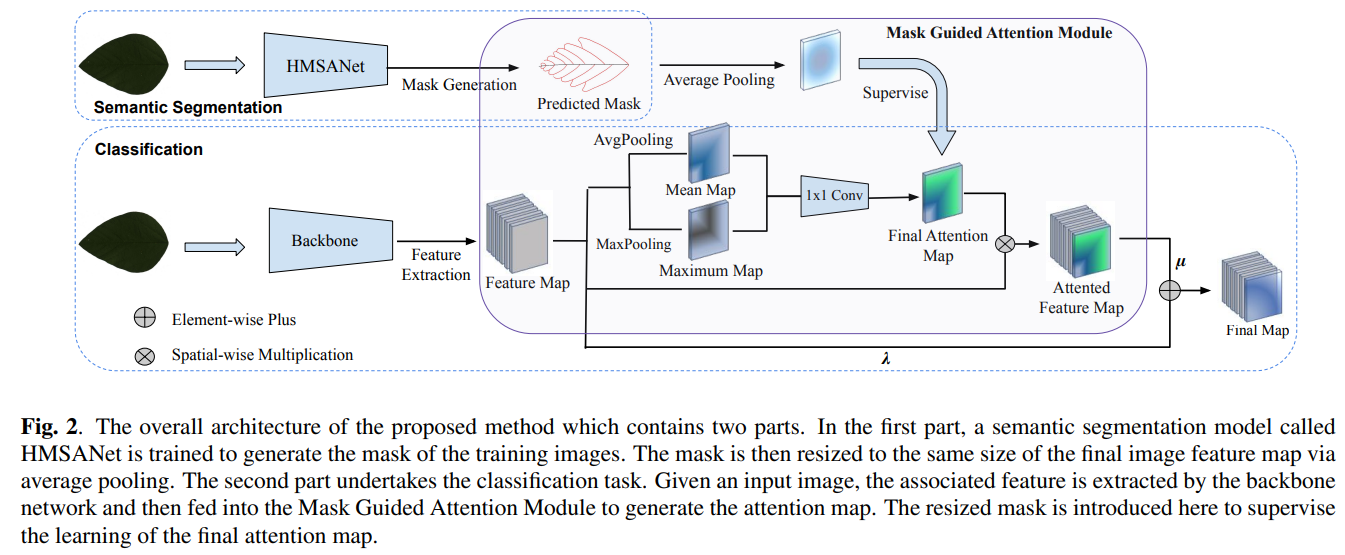 Mask Guided Attention Module
HMSANet
Mask Generation
Predicted Mask
Average Pooling
Supervise
Semantic Segmentation
Classification
AvgPooling
Mean Map
1x1 Conv
MaxPooling
Maximum Map
Final Attention
Map
Backbone
Feature
Extraction
Feature Map
Attented
Feature Map
μ
Final Map
λ
Element-wise Plus
Spatial-wise Multiplication
Fig. 2. The overall architecture of the proposed method which contains two parts. In the first part, a semantic segmentation model called
HMSANet is trained to generate the mask of the training images. The mask is then resized to the same size of the final image feature map via
average pooling. The second part undertakes the classification task. Given an input image, the associated feature is extracted by the backbone
network and then fed into the Mask Guided Attention Module to generate the attention map. The resized mask is introduced here to supervise
the learning of the final attention map.